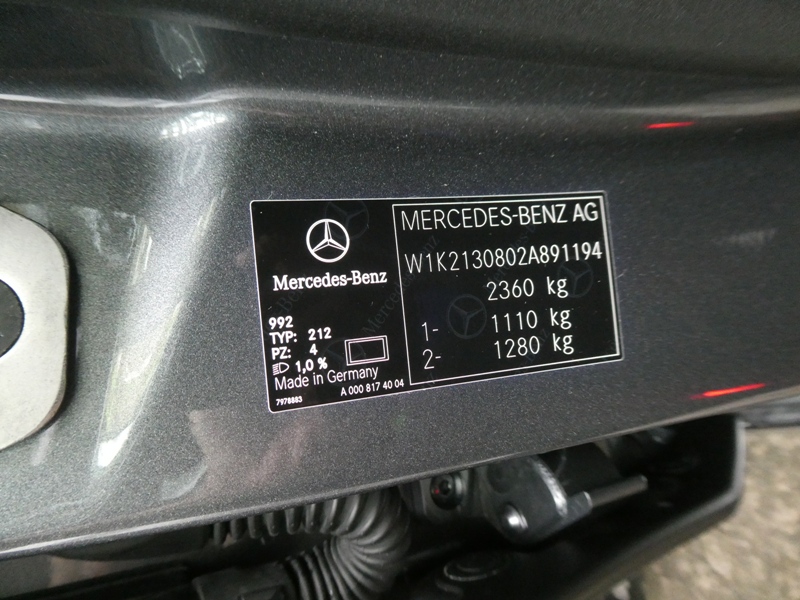 Mercedes-Benz
992
TYP: 212
PZ: 4
1,0 %
Made in Germany
7978883
A 000 817 40 04
MERCEDES-BENZ AG
W1K2130802A891194
2360 kg
1- 1110 kg
2- 1280 kg